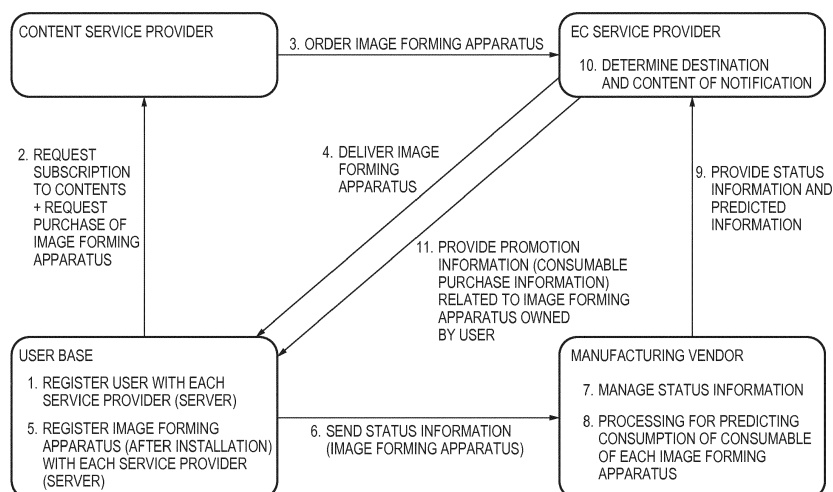 CONTENT SERVICE PROVIDER
3. ORDER IMAGE FORMING APPARATUS
EC SERVICE PROVIDER
10. DETERMINE DESTINATION
AND CONTENT OF NOTIFICATION
2. REQUEST
SUBSCRIPTION
TO CONTENTS
+ REQUEST
PURCHASE OF
IMAGE FORMING
APPARATUS
4. DELIVER IMAGE
FORMING
APPARATUS
9. PROVIDE STATUS
INFORMATION AND
PREDICTED
INFORMATION
11. PROVIDE PROMOTION
INFORMATION (CONSUMABLE
PURCHASE INFORMATION)
RELATED TO IMAGE FORMING
APPARATUS OWNED
BY USER
USER BASE
1. REGISTER USER WITH EACH
SERVICE PROVIDER (SERVER)
5. REGISTER IMAGE FORMING
APPARATUS (AFTER INSTALLATION)
WITH EACH SERVICE PROVIDER
(SERVER)
6. SEND STATUS INFORMATION
(IMAGE FORMING APPARATUS)
MANUFACTURING VENDOR
7. MANAGE STATUS INFORMATION
8. PROCESSING FOR PREDICTING
CONSUMPTION OF CONSUMABLE
OF EACH IMAGE FORMING
APPARATUS